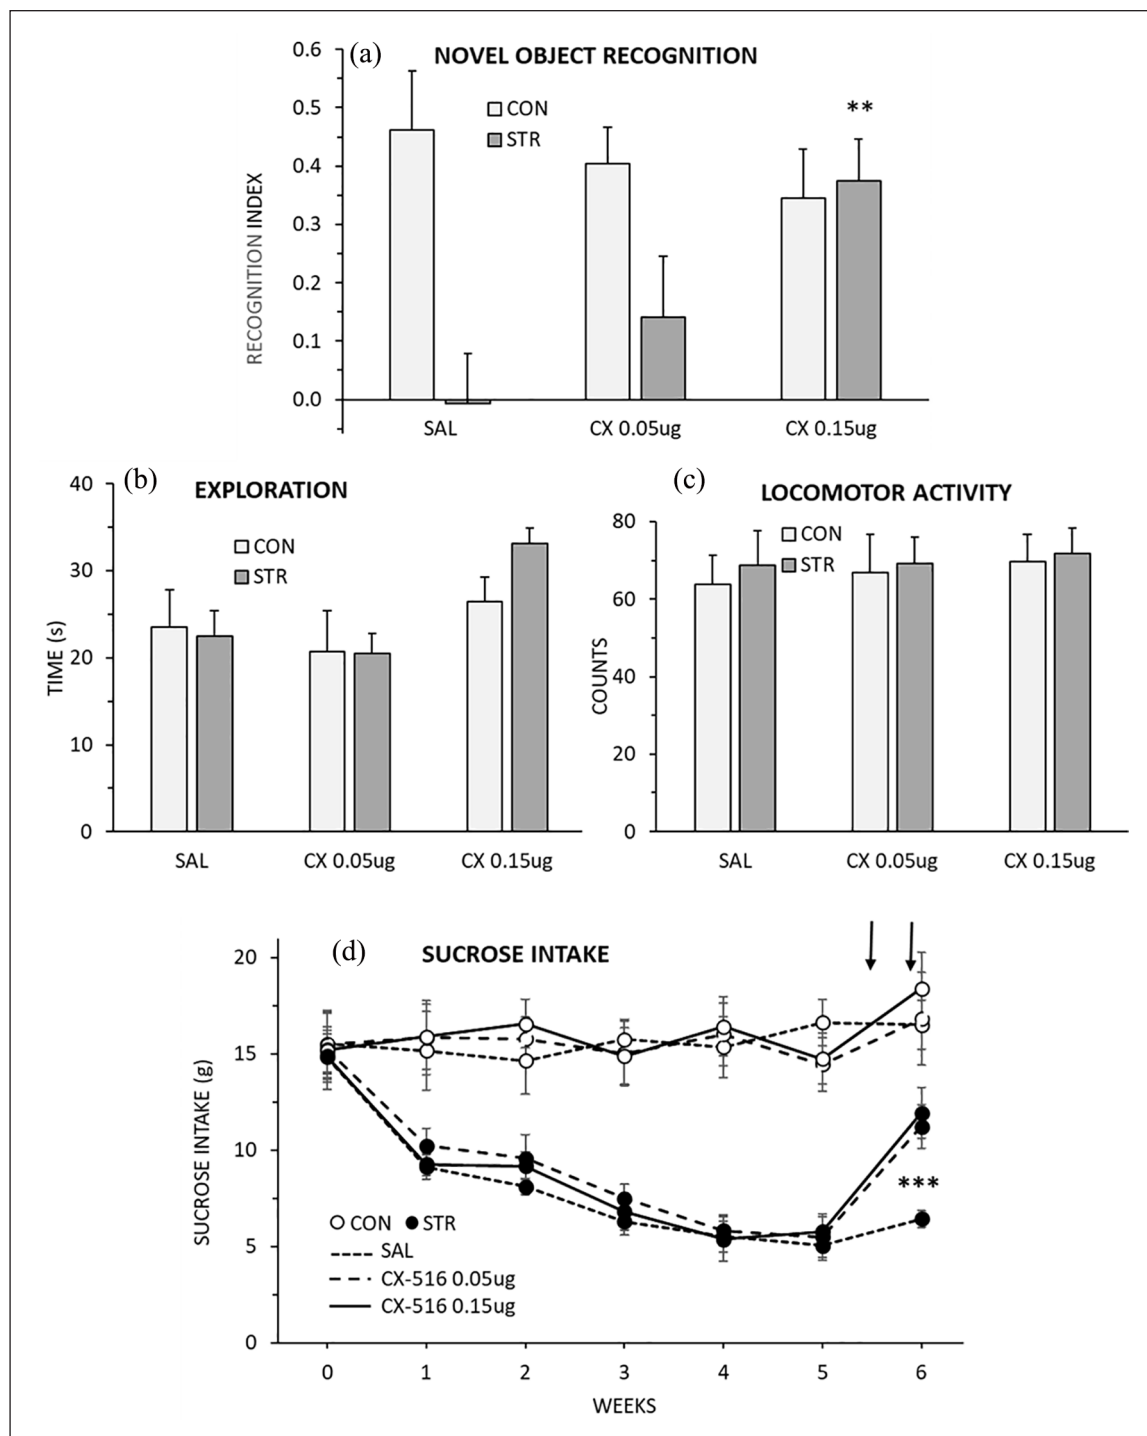 (a) NOVEL OBJECT RECOGNITION
0.6
0.5
0.4
0.3
0.2
0.1
0.0
RECOGNITION INDEX
CON
STR
**
SAL CX 0.05ug CX 0.15ug
(b) EXPLORATION
40
30
20
10
0
TIME (s)
CON
STR
SAL CX 0.05ug CX 0.15ug
(c) LOCOMOTOR ACTIVITY
80
60
40
20
0
COUNTS
CON
STR
SAL CX 0.05ug CX 0.15ug
(d) SUCROSE INTAKE
20
15
10
5
0
SUCROSE INTAKE (g)
***
CON STR
SAL
CX-516 0.05ug
CX-516 0.15ug
0 1 2 3 4 5 6
WEEKS